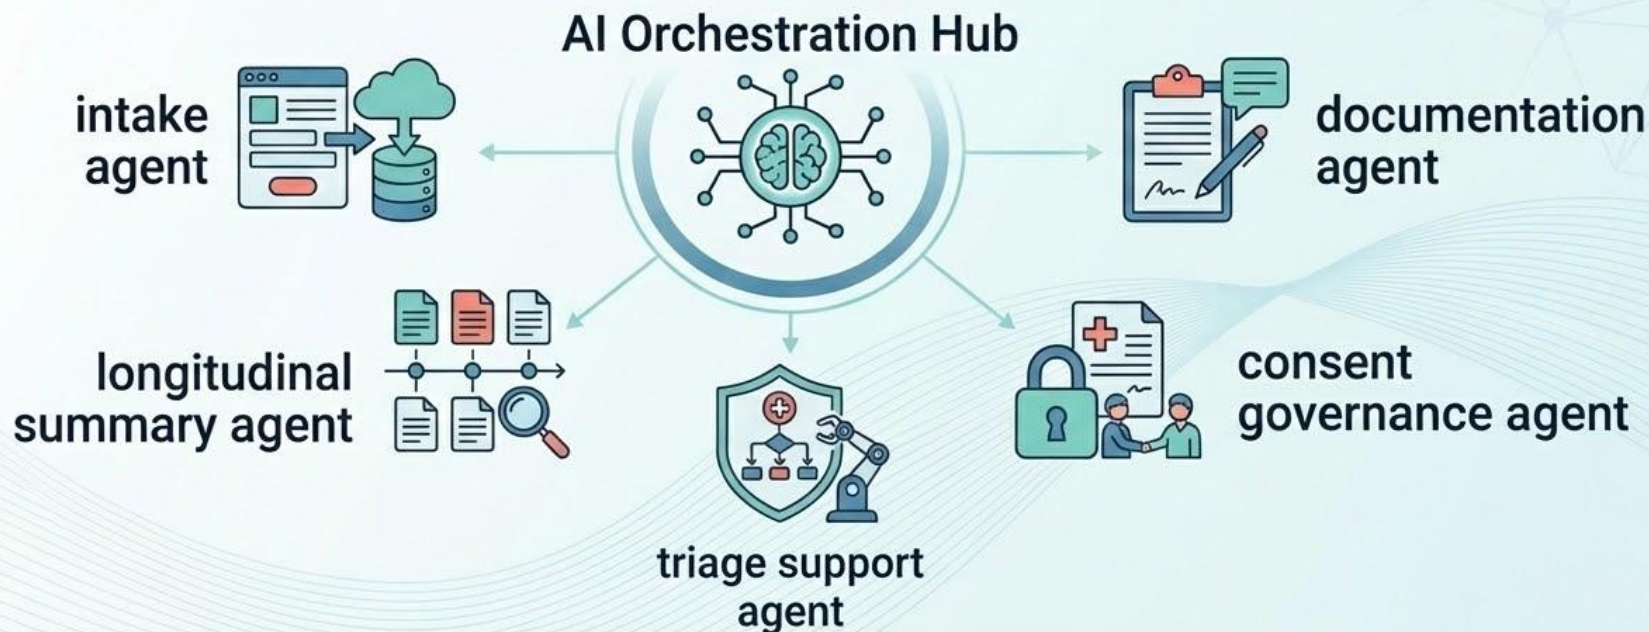 AI Orchestration Hub
intake
agent
documentation
agent
longitudinal
summary agent
consent
governance agent
triage support
agent